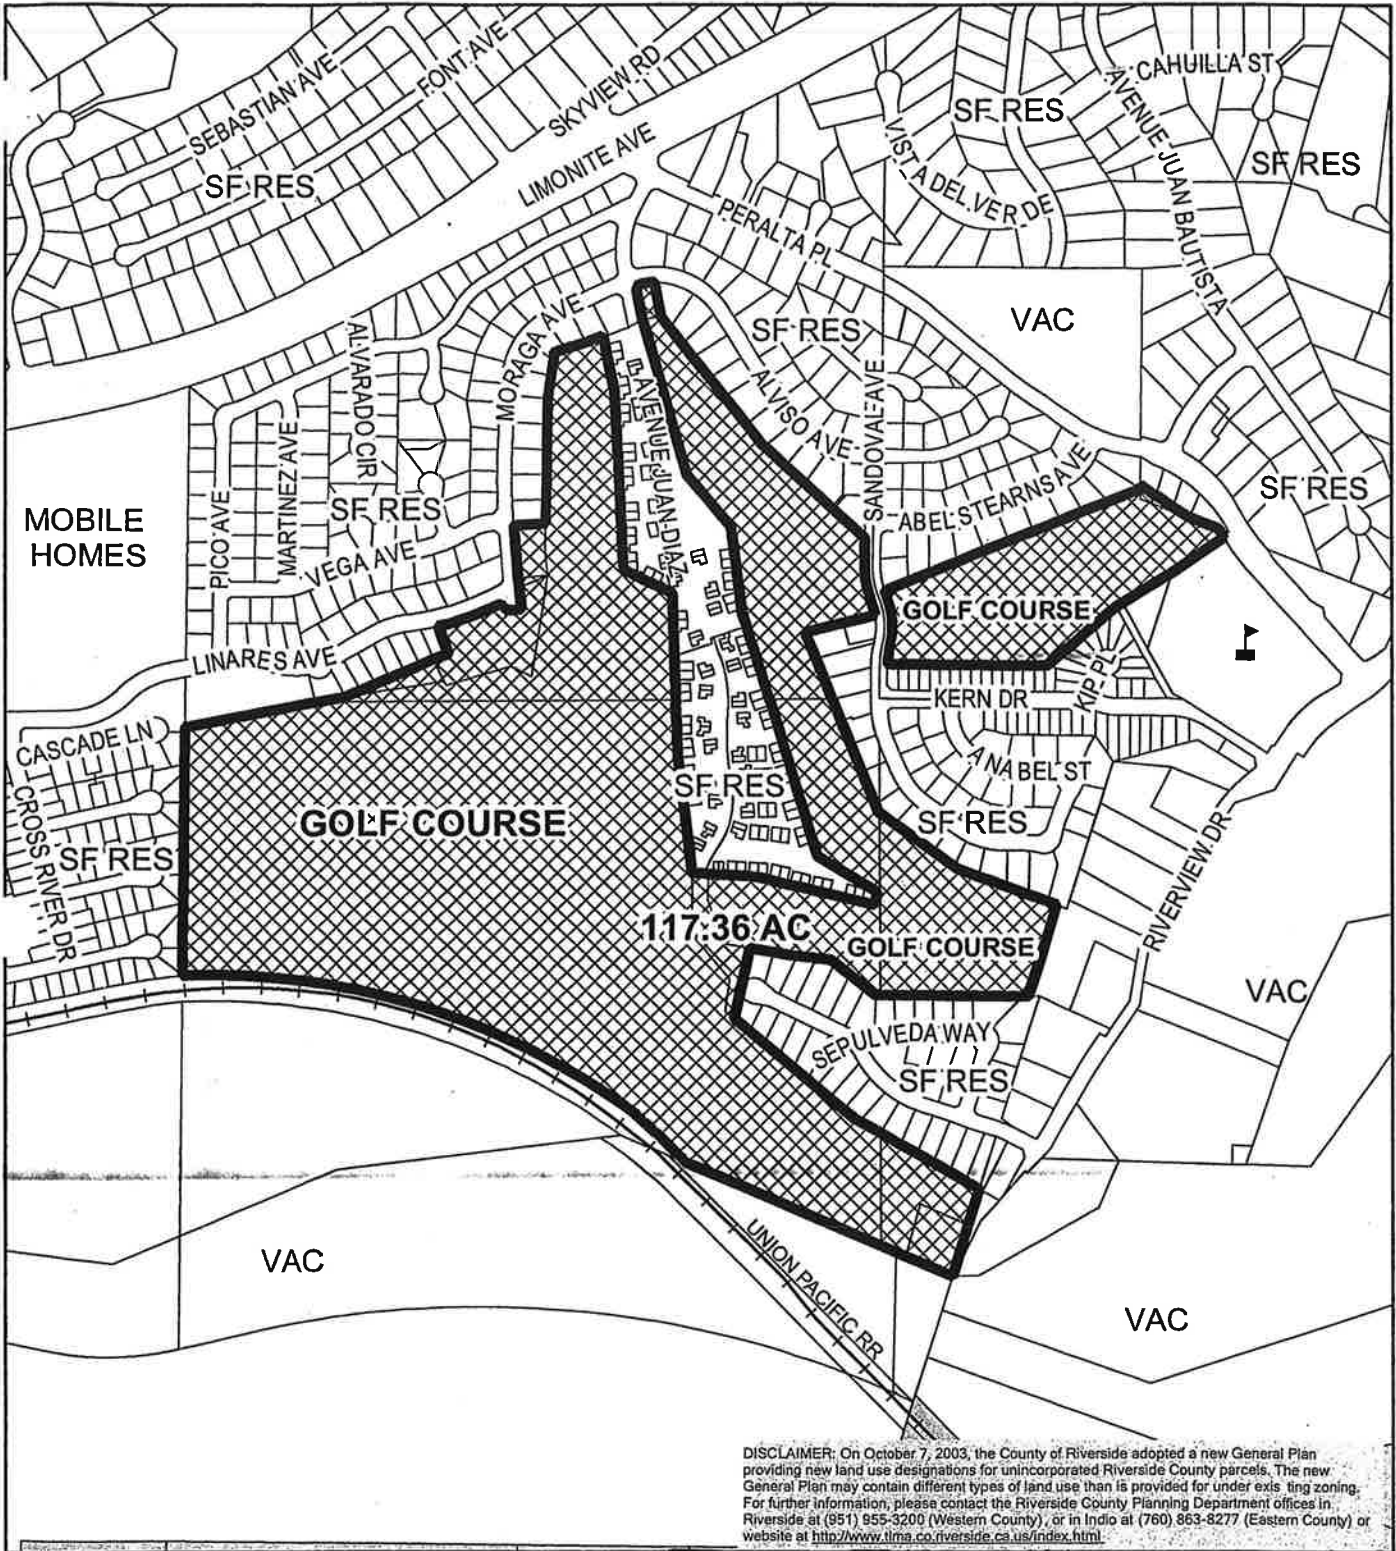 SEBASTIAN AVE
FONT AVE
SKYVIEW RD
SF RES
LIMONITE AVE
VISTA DEL VERDE
SF RES
CAHUILLA ST
AVENUE JUAN BAUTISTA
SF RES
PERALTA PL
VAC
SF RES
ALVARADO CIR
MORAGA AVE
ALVISO AVE
SANDOVAL AVE
AVENUE JUAN DIAZ
MARTINEZ AVE
PICO AVE
SF RES
ABEL STEARNS AVE
SF RES
MOBILE
HOMES
VEGA AVE
GOLF COURSE
LINARES AVE
KERN DR
KIP PL
CASCADE LN
ANABEL ST
SF RES
CROSS RIVER DR
GOLF COURSE
SF RES
SF RES
RIVERVIEW DR
117.36 AC
GOLF COURSE
VAC
SEPULVEDA WAY
SF RES
VAC
UNION PACIFIC RR
VAC
DISCLAIMER: On October 7, 2003, the County of Riverside adopted a new General Plan
providing new land use designations for unincorporated Riverside County parcels. The new
General Plan may contain different types of land use than is provided for under exis ting zoning.
For further information, please contact the Riverside County Planning Department offices in
Riverside at (951) 955-3200 (Western County), or in Indio at (760) 863-8277 (Eastern County) or
website at http://www.tlma.co.riverside.ca.us/index.html